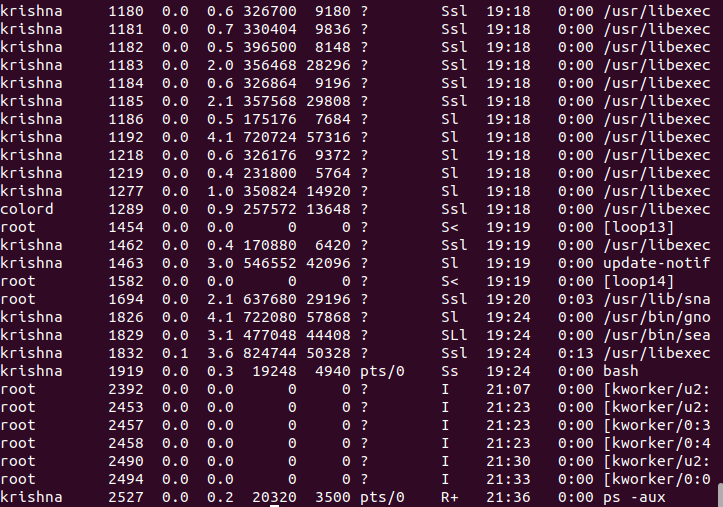 krishna 1180 0.0 0.6 326700 9180 ? Ssl 19:18 0:00 /usr/libexec
krishna 1181 0.0 0.7 330404 9836 ? Ssl 19:18 0:00 /usr/libexec
krishna 1182 0.0 0.5 396500 8148 ? Ssl 19:18 0:00 /usr/libexec
krishna 1183 0.0 2.0 356468 28296 ? Ssl 19:18 0:00 /usr/libexec
krishna 1184 0.0 0.6 326864 9196 ? Ssl 19:18 0:00 /usr/libexec
krishna 1185 0.0 2.1 357568 29808 ? Ssl 19:18 0:00 /usr/libexec
krishna 1186 0.0 0.5 175176 7684 ? Sl 19:18 0:00 /usr/libexec
krishna 1192 0.0 4.1 720724 57316 ? Sl 19:18 0:00 /usr/libexec
krishna 1218 0.0 0.6 326176 9372 ? Sl 19:18 0:00 /usr/libexec
krishna 1219 0.0 0.4 231800 5764 ? Sl 19:18 0:00 /usr/libexec
krishna 1277 0.0 1.0 350824 14920 ? Sl 19:18 0:00 /usr/libexec
colord 1289 0.0 0.9 257572 13648 ? Ssl 19:18 0:00 /usr/libexec
root 1454 0.0 0.0 0 0 ? S< 19:19 0:00 [loop13]
krishna 1462 0.0 0.4 170880 6420 ? Ssl 19:19 0:00 /usr/libexec
krishna 1463 0.0 3.0 546552 42096 ? Sl 19:19 0:00 update-notif
root 1582 0.0 0.0 0 0 ? S< 19:19 0:00 [loop14]
root 1694 0.0 2.1 637680 29196 ? Ssl 19:20 0:03 /usr/lib/sna
krishna 1826 0.0 4.1 722080 57868 ? Sl 19:24 0:00 /usr/bin/gno
krishna 1829 0.0 3.1 477048 44408 ? SLl 19:24 0:00 /usr/bin/sea
krishna 1832 0.1 3.6 824744 50328 ? Ssl 19:24 0:13 /usr/libexec
krishna 1919 0.0 0.3 19248 4940 pts/0 Ss 19:24 0:00 bash
root 2392 0.0 0.0 0 0 ? I 21:07 0:00 [kworker/u2:
root 2453 0.0 0.0 0 0 ? I 21:23 0:00 [kworker/u2:
root 2457 0.0 0.0 0 0 ? I 21:23 0:00 [kworker/0:3
root 2458 0.0 0.0 0 0 ? I 21:23 0:00 [kworker/0:4
root 2490 0.0 0.0 0 0 ? I 21:30 0:00 [kworker/u2:
root 2494 0.0 0.0 0 0 ? I 21:33 0:00 [kworker/0:0
krishna 2527 0.0 0.2 20320 3500 pts/0 R+ 21:36 0:00 ps -aux